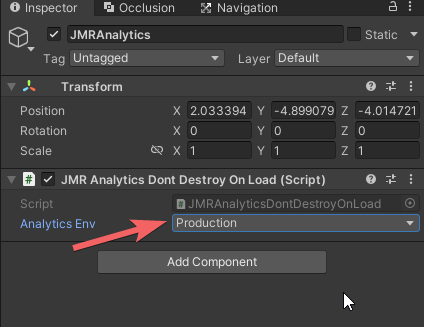 Inspector Occlusion Navigation
JMRAnalytics Static
Tag Untagged Layer Default
Transform
Position X 2.033394 Y -4.899079 Z -4.014721
Rotation X 0 Y 0 Z 0
Scale X 1 Y 1 Z 1
# JMR Analytics Dont Destroy On Load (Script)
Script # JMRAnalyticsDontDestroyOnLoad
Analytics Env Production
Add Component